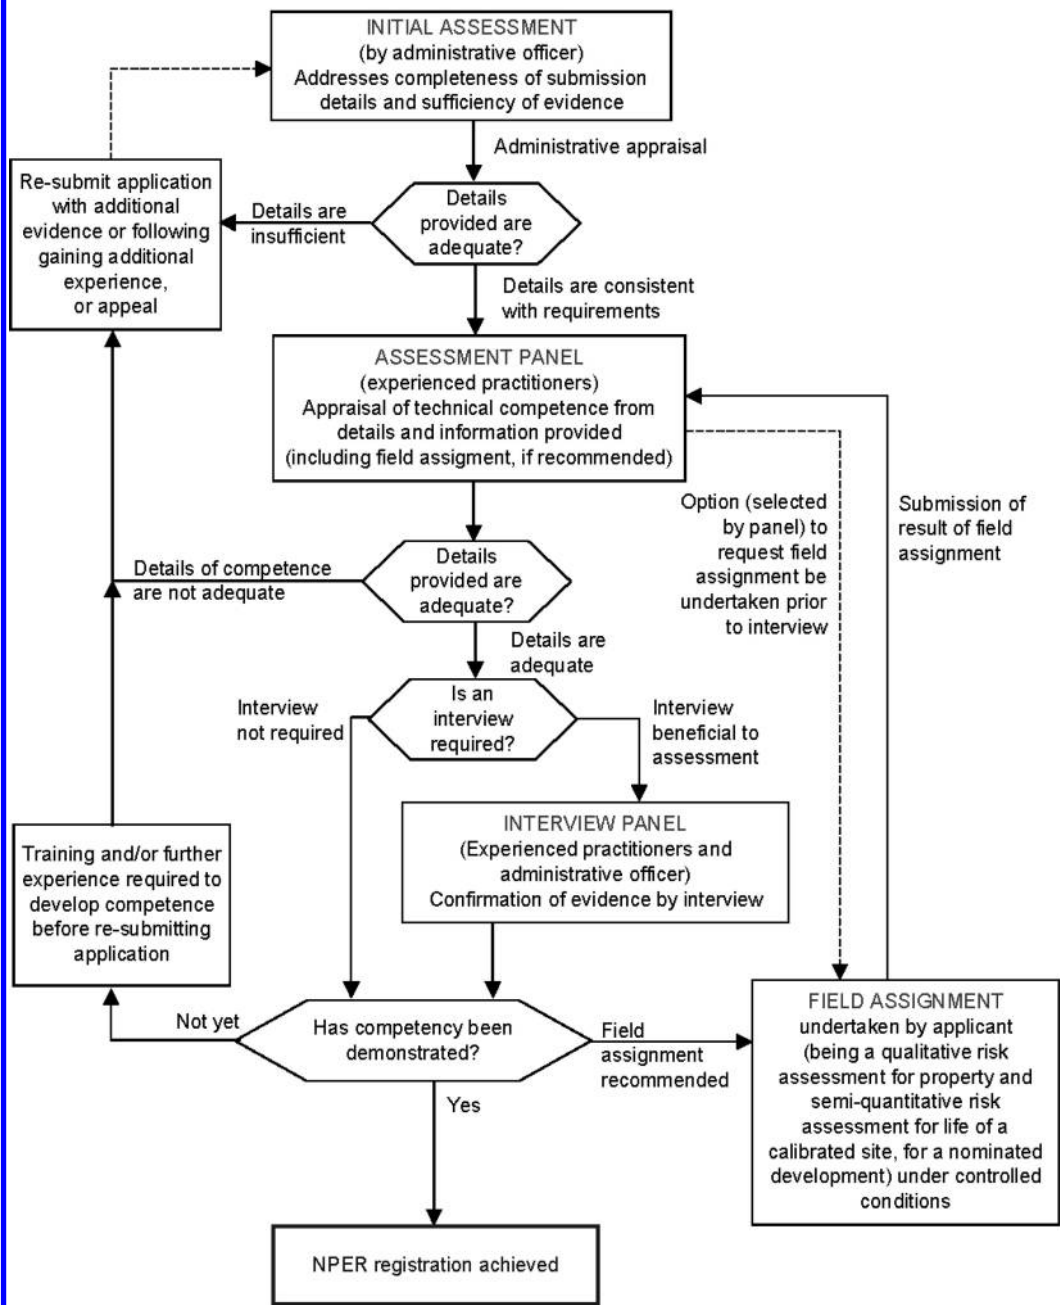 INITIAL ASSESSMENT
(by administrative officer)
Addresses completeness of submission
details and sufficiency of evidence
Administrative appraisal
Re-submit application
with additional
evidence or following
gaining additional
experience,
or appeal
Details are
insufficient
Details
provided are
adequate?
Details are consistent
with requirements
ASSESSMENT PANEL
(experienced practitioners)
Appraisal of technical competence from
details and information provided
(including field assigment, if recommended)
Option (selected
by panel) to
request field
assignment be
undertaken prior
to interview
Submission of
result of field
assignment
Details of competence
are not adequate
Details
provided are
adequate?
Details are
adequate
Interview
not required
Is an
interview
required?
Interview
beneficial to
assessment
INTERVIEW PANEL
(Experienced practitioners and
administrative officer)
Confirmation of evidence by interview
Training and/or further
experience required to
develop competence
before re-submitting
application
Not yet
Has competency been
demonstrated?
Field
assignment
recommended
FIELD ASSIGNMENT
undertaken by applicant
(being a qualitative risk
assessment for property and
semi-quantitative risk
assessment for life of a
calibrated site, for a nominated
development) under controlled
conditions
Yes
NPER registration achieved